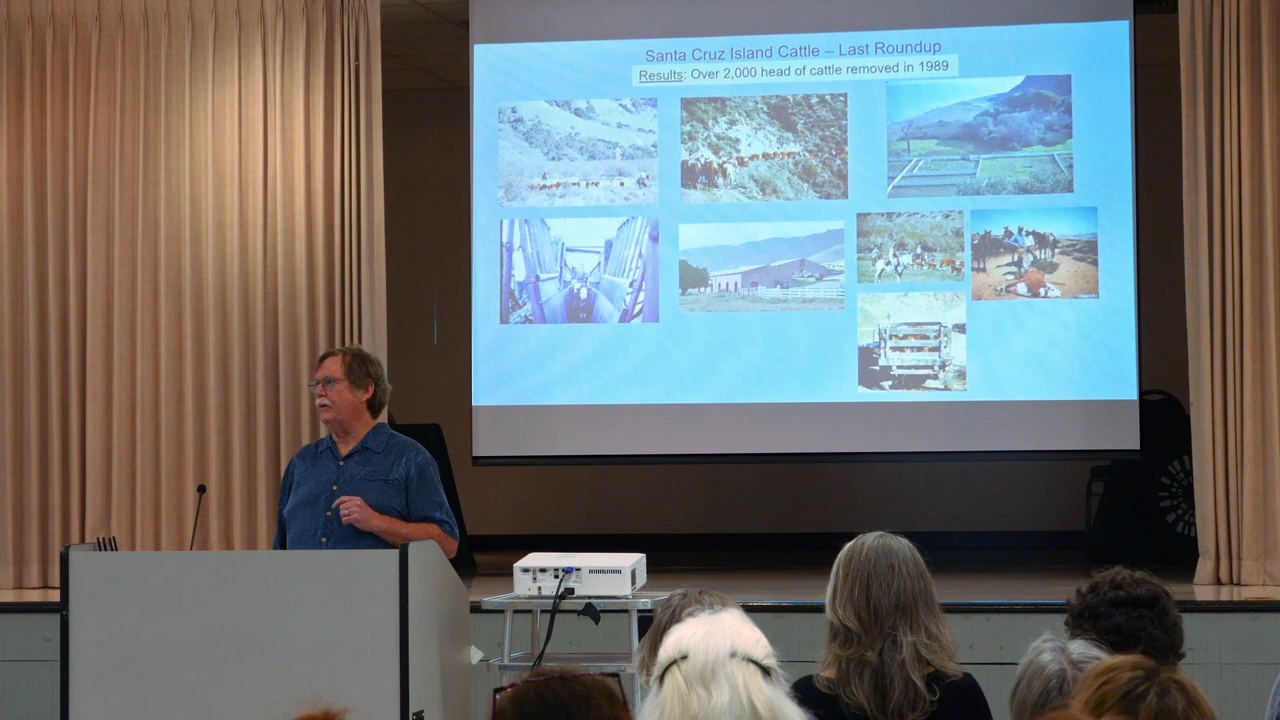 Santa Cruz Island Cattle – Last Roundup
Results: Over 2,000 head of cattle removed in 1989